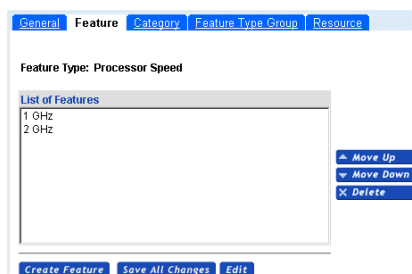 General Feature Category Feature Type Group Resource
Feature Type: Processor Speed
List of Features
1 GHz
2 GHz
Move Up
Move Down
Delete
Create Feature Save All Changes Edit